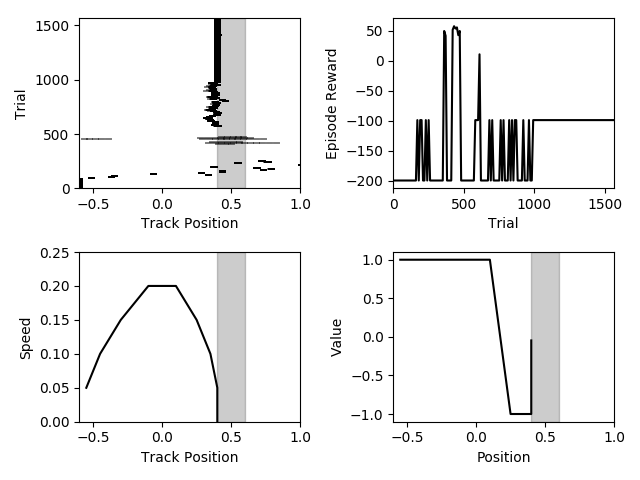 1500
1000
500
0
Trial
−0.5 0.0 0.5 1.0
Track Position
50
0
−50
−100
−150
−200
Episode Reward
0 500 1000 1500
Trial
0.25
0.20
0.15
0.10
0.05
0.00
Speed
−0.5 0.0 0.5 1.0
Track Position
1.0
0.5
0.0
−0.5
−1.0
Value
−0.5 0.0 0.5 1.0
Position